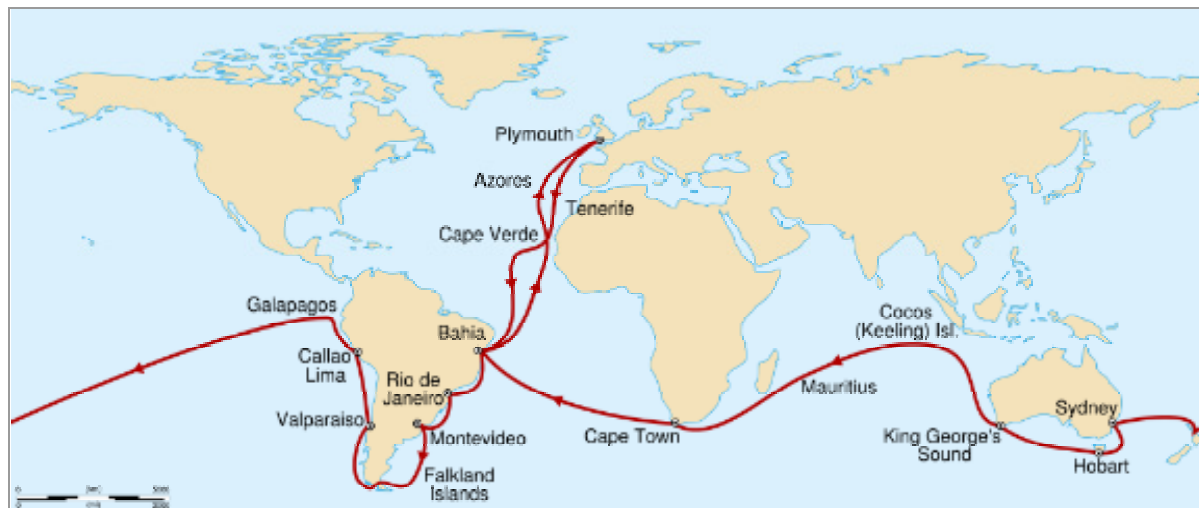 Plymouth
Azores
Tenerife
Cape Verde
Galapagos
Bahia
Cocos
(Keeling) Isl.
Callao
Lima
Rio de
Janeiro
Mauritius
Valparaiso
Montevideo
Cape Town
Sydney
King George's
Sound
Hobart
Falkland
Islands